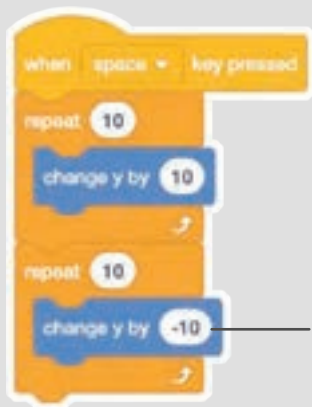 when space key pressed
repeat 10
change y by 10
repeat 10
change y by -10